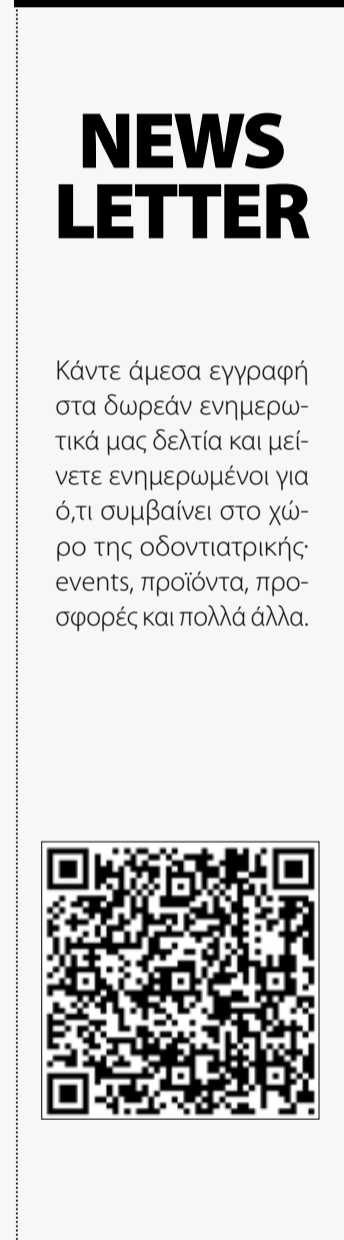 NEWS
LETTER
Κάντε άμεσα εγγραφή
στα δωρεάν ενημερω-
τικά μας δελτία και μεί-
νετε ενημερωμένοι για
ό,τι συμβαίνει στο χώ-
ρο της οδοντιατρικής·
events, προϊόντα, προ-
σφορές και πολλά άλλα.